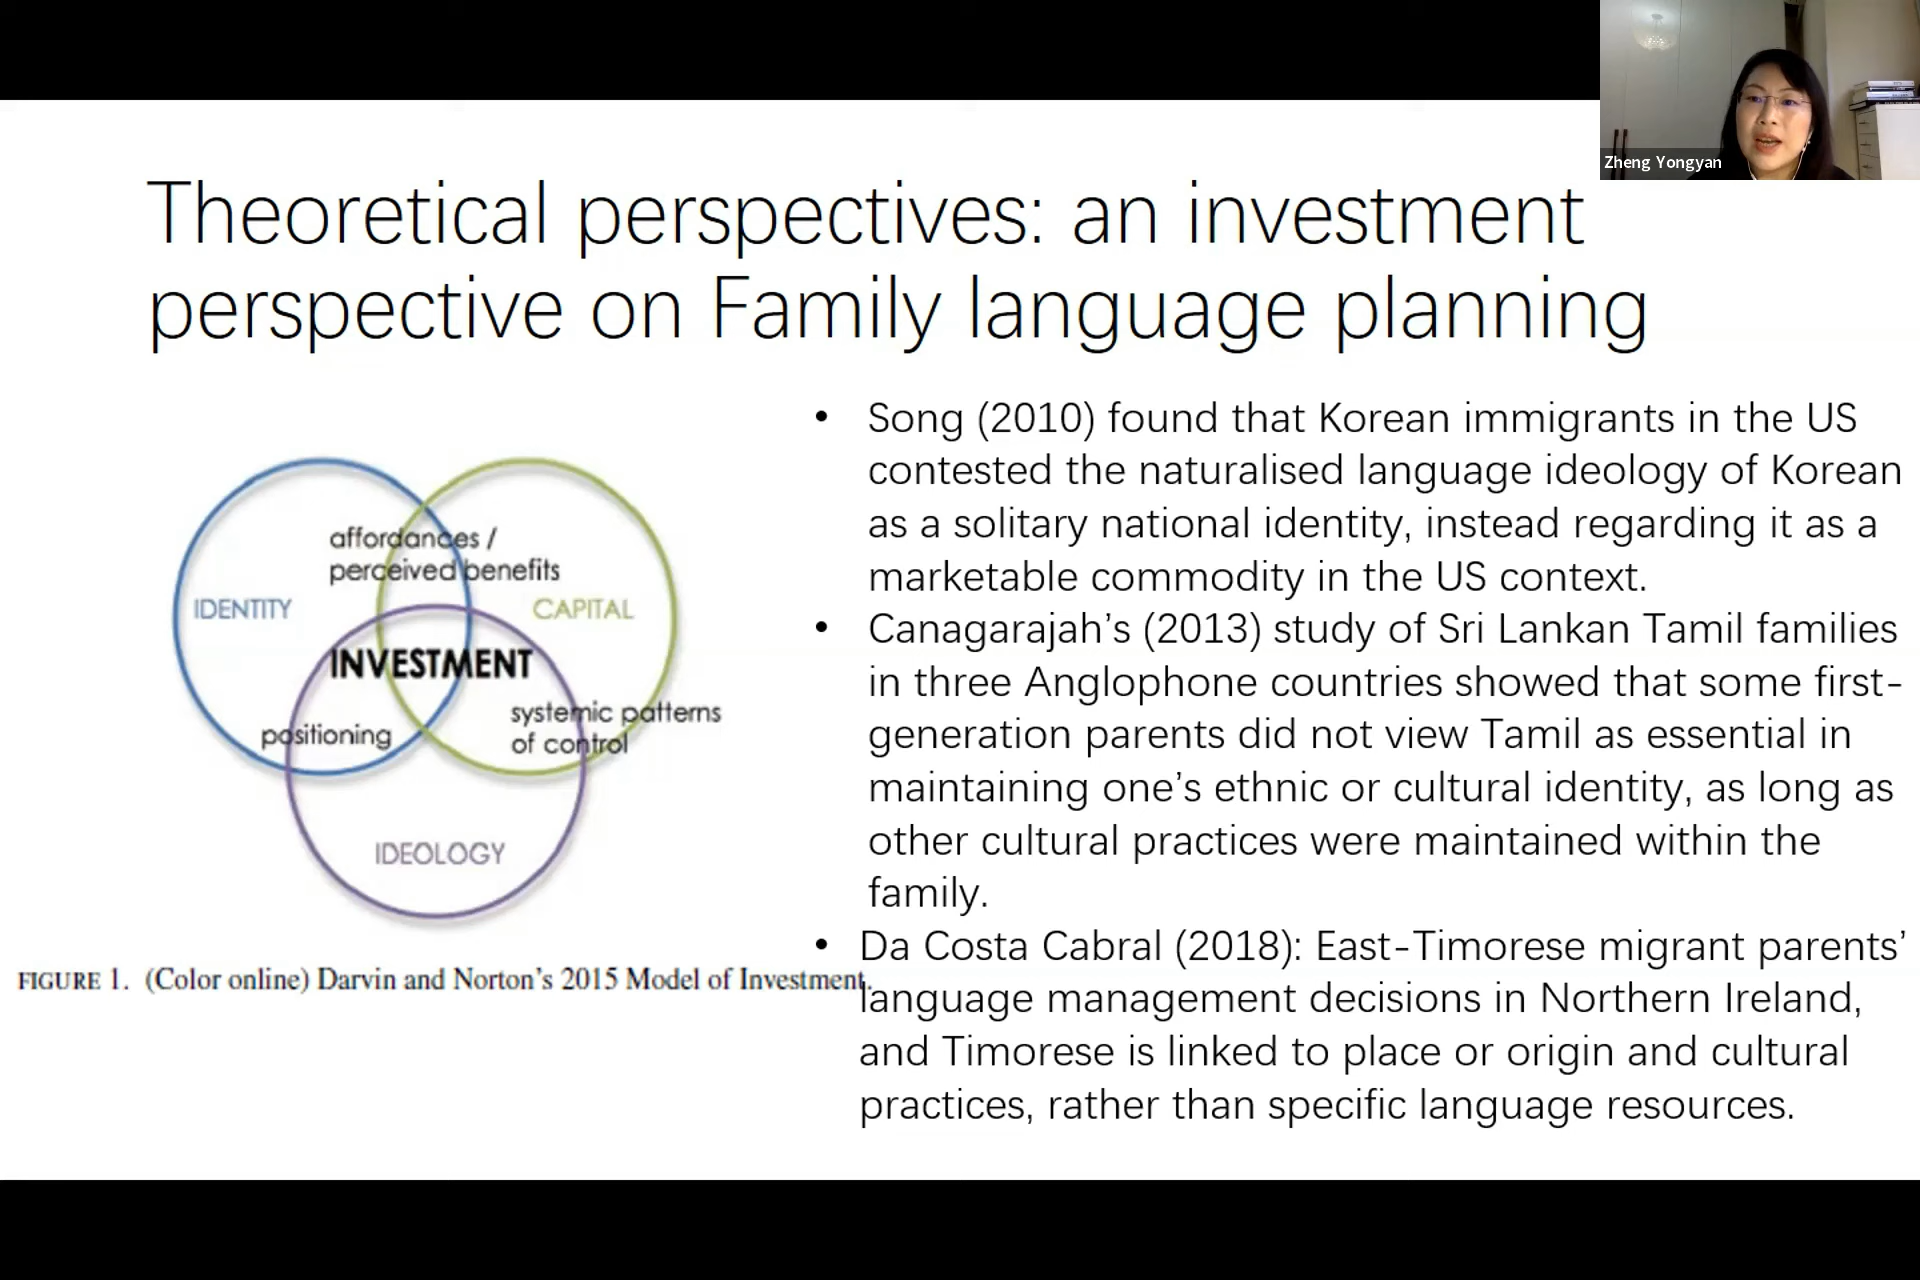 Zheng Yongyan
Theoretical perspectives: an investment
perspective on Family language planning
affordances /
perceived benefits
IDENTITY
CAPITAL
INVESTMENT
positioning
systemic patterns
of control
IDEOLOGY
FIGURE 1. (Color online) Darvin and Norton's 2015 Model of Investment.
• Song (2010) found that Korean immigrants in the US
contested the naturalised language ideology of Korean
as a solitary national identity, instead regarding it as a
marketable commodity in the US context.
• Canagarajah's (2013) study of Sri Lankan Tamil families
in three Anglophone countries showed that some first-
generation parents did not view Tamil as essential in
maintaining one's ethnic or cultural identity, as long as
other cultural practices were maintained within the
family.
• Da Costa Cabral (2018): East-Timorese migrant parents'
language management decisions in Northern Ireland,
and Timorese is linked to place or origin and cultural
practices, rather than specific language resources.